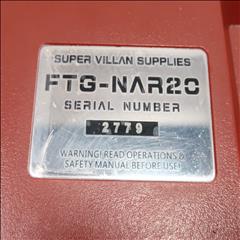 SUPER VILLAN SUPPLIES
FTG-NAR20
SERIAL NUMBER
2779
WARNING! READ OPERATIONS &
SAFETY MANUAL BEFORE USE!